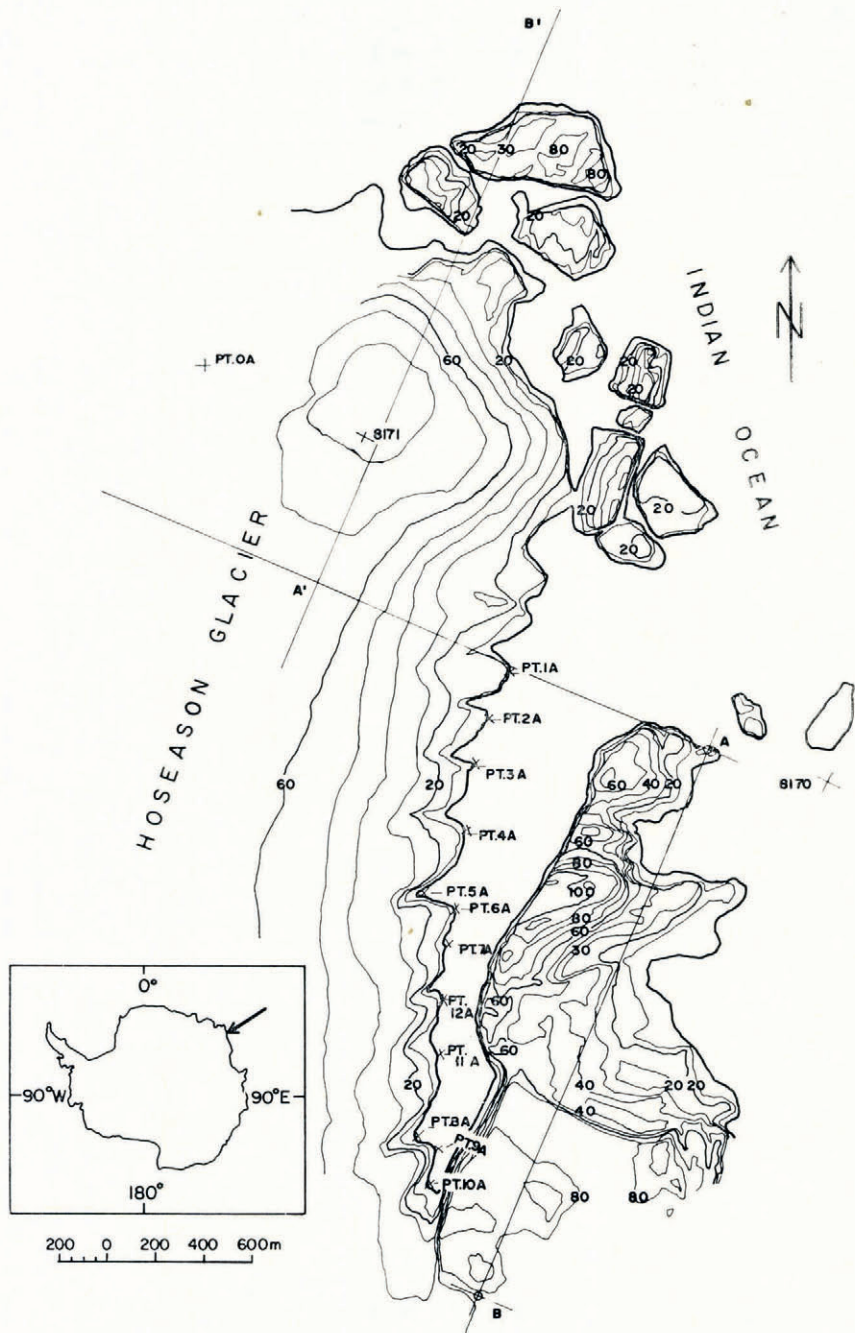 B'
20 30 80
80
20
20
INDIAN
OCEAN
N
PT.0A
60
20
20
20
20
8171
20
20
20
HOSEASON GLACIER
A'
PT.1A
PT.2A
A
PT.3A
60
20
60 40 20
8170
PT.4A
60
80
100
PT.5A
PT.6A
80
60
PT.7A
30
PT.
12A
60
PT.
11A
60
20
40
20 20
40
PT.8A
PT.9A
PT.10A
80
80
B
0°
90°W
90°E
180°
200 0 200 400 600m